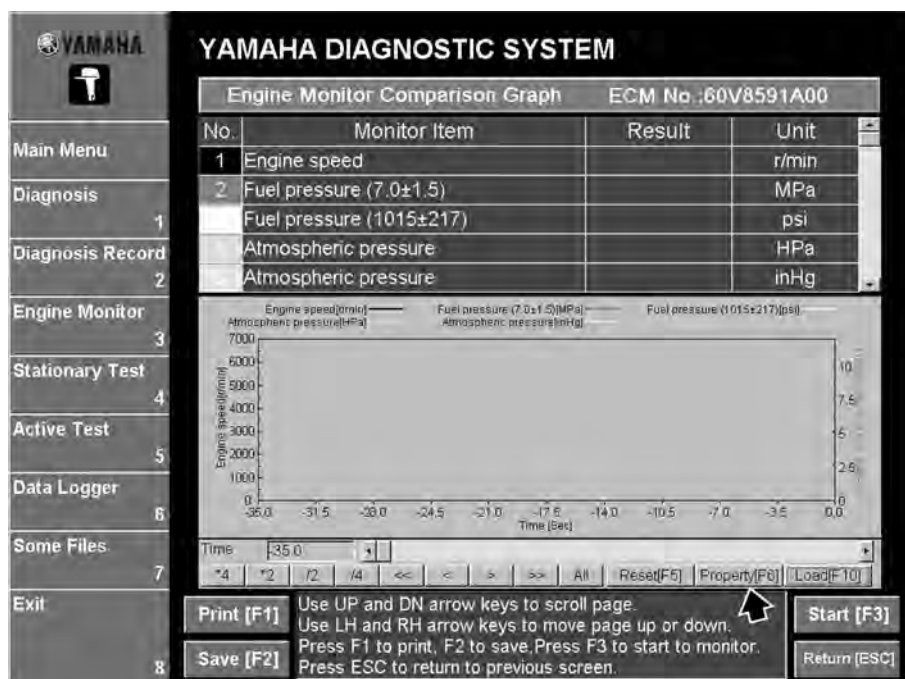 YAMAHA
YAMAHA DIAGNOSTIC SYSTEM
Engine Monitor Comparison Graph ECM No.:60V8591A00
No. Monitor Item Result Unit
1 Engine speed r/min
2 Fuel pressure (7.0±1.5) MPa
Fuel pressure (1015±217) psi
Atmospheric pressure HPa
Atmospheric pressure inHg
Main Menu
Diagnosis
1
Diagnosis Record
2
Engine Monitor
3
Stationary Test
4
Active Test
5
Data Logger
6
Some Files
7
Exit
8
Engine speed[r/min] Fuel pressure (7.0±1.5)[MPa] Fuel pressure (1015±217)[psi]
Atmospheric pressure[HPa] Atmospheric pressure[inHg]
Engine speed[r/min]
7000
6000
5000
4000
3000
2000
1000
0
10
7.5
5
2.5
0
-35.0 -31.5 -28.0 -24.5 -21.0 -17.5 -14.0 -10.5 -7.0 -3.5 0.0
Time [Sec]
Time -35.0
*4 *2 /2 /4 << < > >> All Reset[F5] Property[F6] Load[F10]
Print [F1]
Save [F2]
Use UP and DN arrow keys to scroll page.
Use LH and RH arrow keys to move page up or down.
Press F1 to print, F2 to save,Press F3 to start to monitor.
Press ESC to return to previous screen.
Start [F3]
Return [ESC]